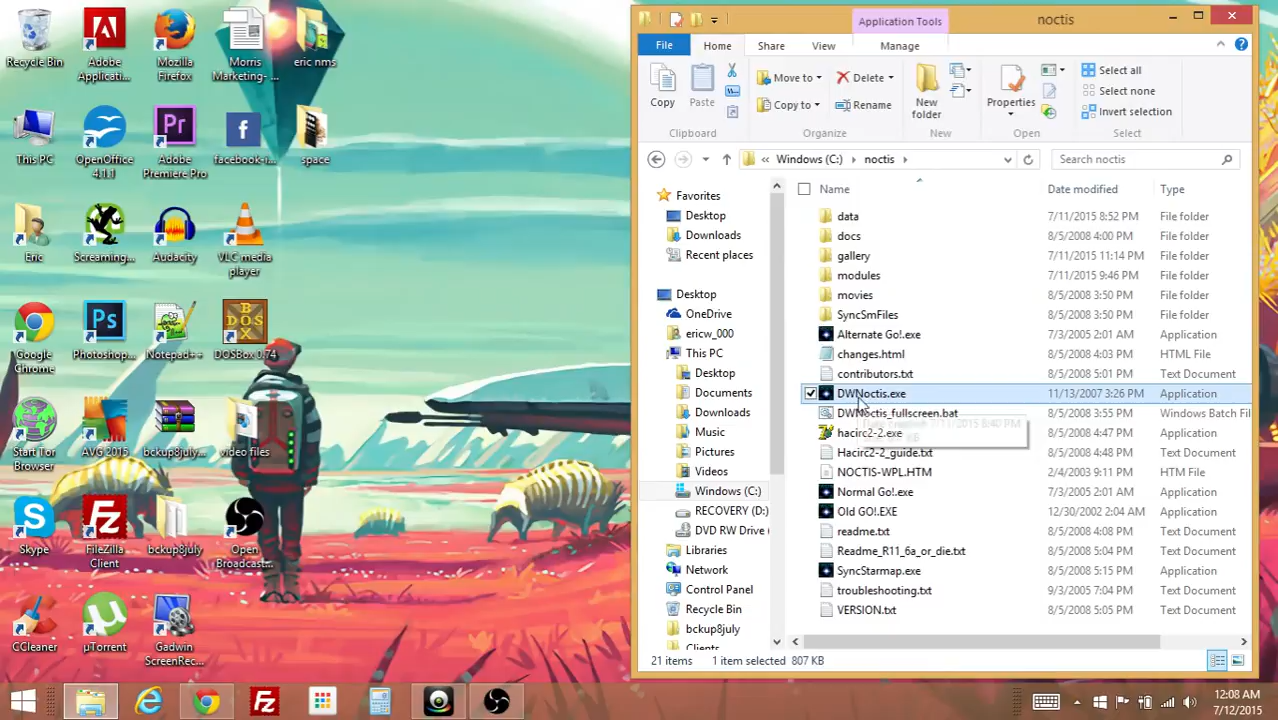 Recycle Bin
Adobe Applicati...
Mozilla Firefox
Morris Marketing- ...
eric nms
This PC
OpenOffice 4.1.1
Adobe Premiere Pro
facebook-i...
space
Eric
Screaming...
Audacity
VLC media player
Google Chrome
Photoshop...
Notepad++
DOSBox 0.74
Start Tor Browser
AVG 2015
bckup8july...
video files
Skype
FileZilla Client
bckup8july
Open Broadcast...
CCleaner
µTorrent
Gadwin ScreenRec...
Application Tools
noctis
File
Home
Share
View
Manage
Copy
Paste
Clipboard
Move to
Copy to
Delete
Rename
Organize
New folder
New
Properties
Open
Select all
Select none
Invert selection
Select
« Windows (C:)
noctis
Search noctis
Favorites
Desktop
Downloads
Recent places
Desktop
OneDrive
ericw_000
This PC
Desktop
Documents
Downloads
Music
Pictures
Videos
Windows (C:)
RECOVERY (D:)
DVD RW Drive (
Libraries
Network
Control Panel
Recycle Bin
bckup8july
Clients
Name Date modified Type
data 7/11/2015 8:52 PM File folder
docs 8/5/2008 4:00 PM File folder
gallery 7/11/2015 11:14 PM File folder
modules 7/11/2015 9:46 PM File folder
movies 8/5/2008 3:50 PM File folder
SyncSmFiles 8/5/2008 3:50 PM File folder
Alternate Go!.exe 7/3/2005 2:01 AM Application
changes.html 8/5/2008 4:03 PM HTML File
contributors.txt 8/5/2008 5:01 PM Text Document
DWNoctis.exe 11/13/2007 3:26 PM Application
DWNoctis_fullscreen.bat 8/5/2008 3:55 PM Windows Batch Fil
hacirc2-2.exe 8/5/2008 4:47 PM Application
Hacirc2-2_guide.txt 8/5/2008 4:48 PM Text Document
NOCTIS-WPL.HTM 2/4/2003 9:11 PM HTM File
Normal Go!.exe 7/3/2005 2:01 AM Application
Old GO!.EXE 12/30/2002 2:04 AM Application
readme.txt 8/5/2008 4:08 PM Text Document
Readme_R11_6a_or_die.txt 8/5/2008 5:04 PM Text Document
SyncStarmap.exe 8/5/2008 5:15 PM Application
troubleshooting.txt 9/3/2005 7:04 PM Text Document
VERSION.txt 8/5/2008 5:05 PM Text Document
21 items 1 item selected 807 KB
12:08 AM
7/12/2015